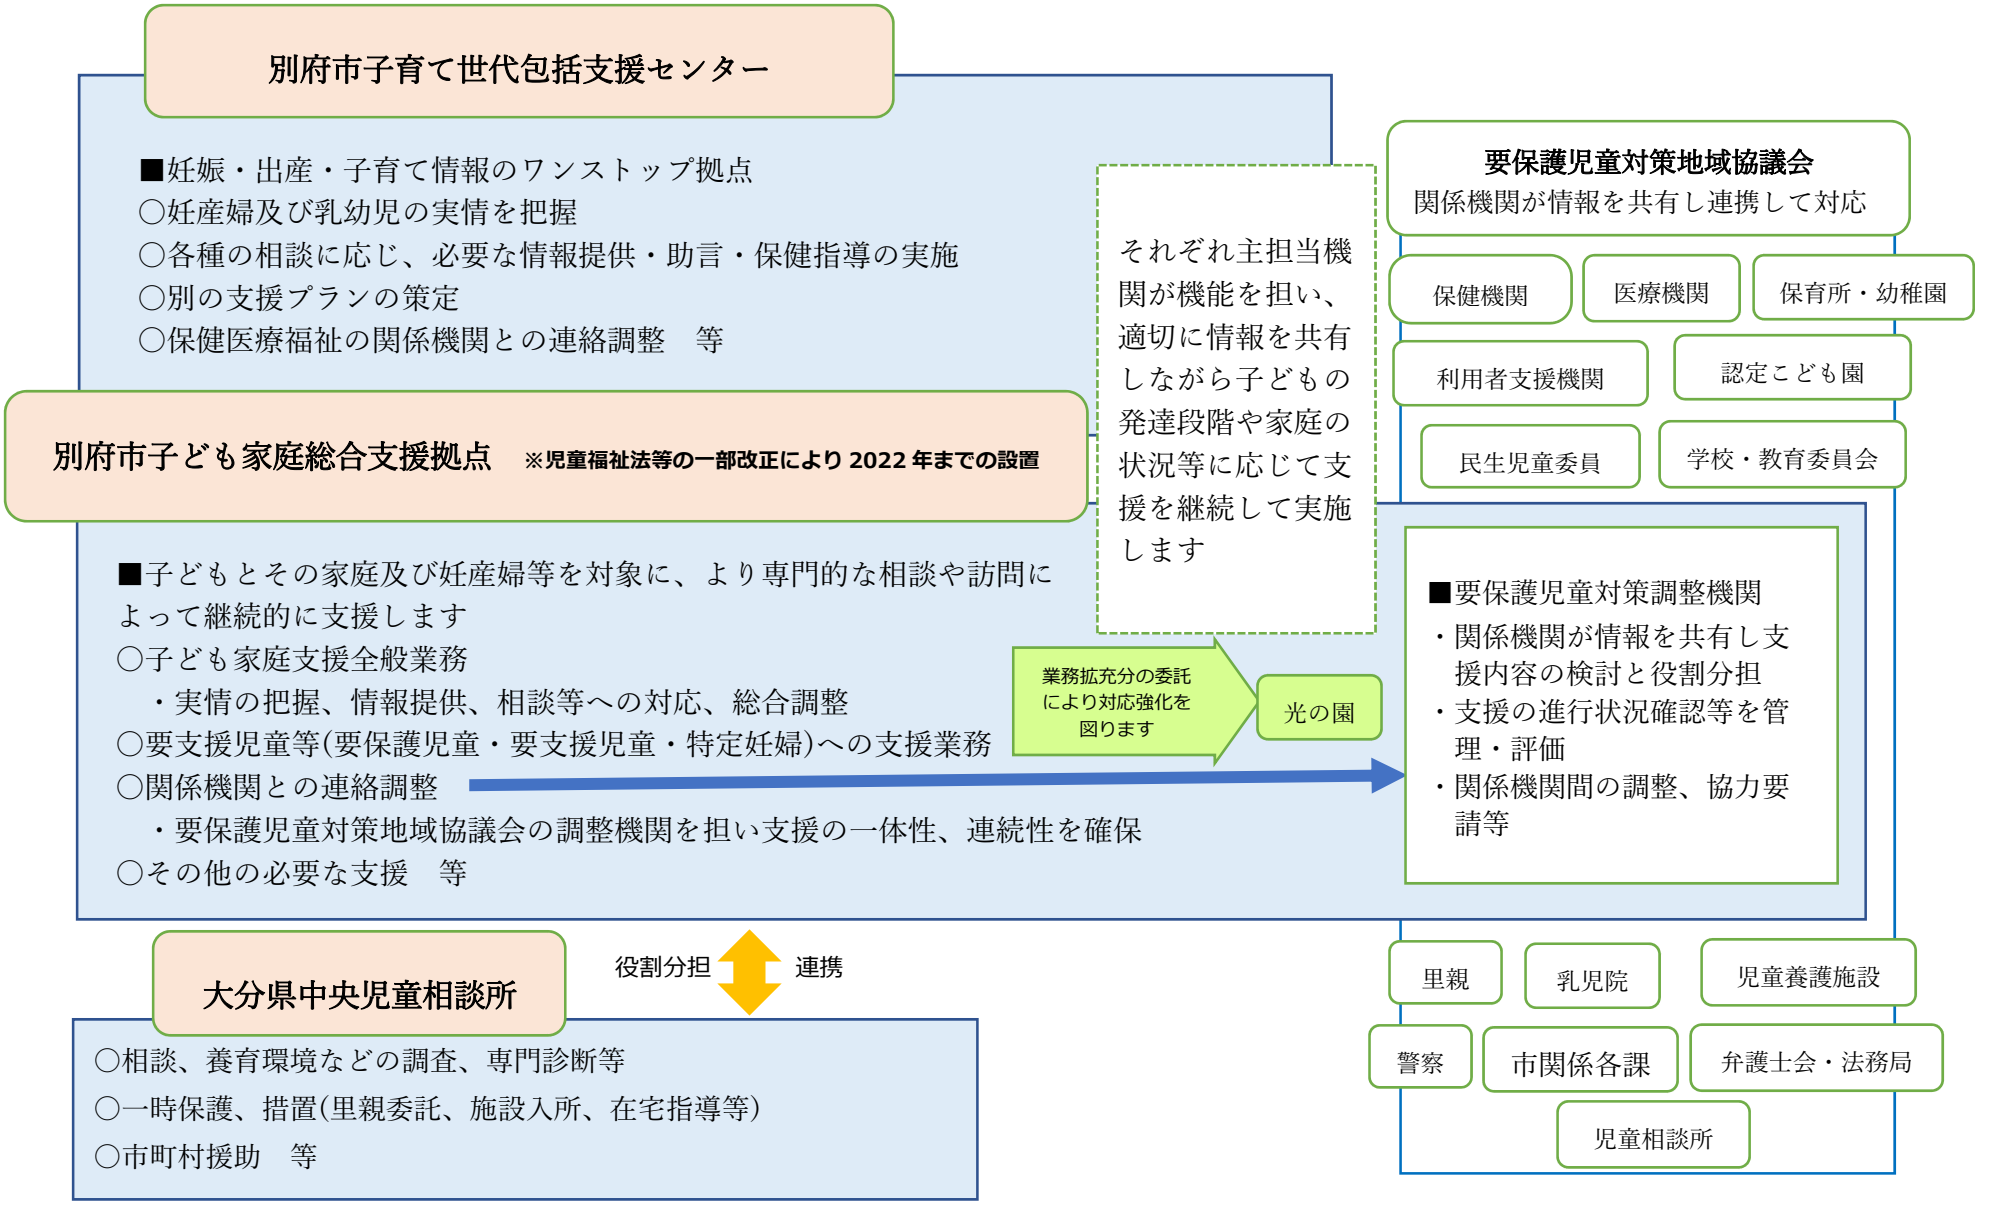 別府市子育て世代包括支援センター
■妊娠・出産・子育て情報のワンストップ拠点
○妊産婦及び乳幼児の実情を把握
○各種の相談に応じ、必要な情報提供・助言・保健指導の実施
○別の支援プランの策定
○保健医療福祉の関係機関との連絡調整　等
別府市子ども家庭総合支援拠点　※児童福祉法等の一部改正により 2022 年までの設置
■子どもとその家庭及び妊産婦等を対象に、より専門的な相談や訪問に
よって継続的に支援します
○子ども家庭支援全般業務
・実情の把握、情報提供、相談等への対応、総合調整
○要支援児童等(要保護児童・要支援児童・特定妊婦)への支援業務
○関係機関との連絡調整
・要保護児童対策地域協議会の調整機関を担い支援の一体性、連続性を確保
○その他の必要な支援　等
それぞれ主担当機
関が機能を担い、
適切に情報を共有
しながら子どもの
発達段階や家庭の
状況等に応じて支
援を継続して実施
します
業務拡充分の委託
により対応強化を
図ります
光の園
役割分担
連携
大分県中央児童相談所
○相談、養育環境などの調査、専門診断等
○一時保護、措置(里親委託、施設入所、在宅指導等)
○市町村援助　等
要保護児童対策地域協議会
関係機関が情報を共有し連携して対応
保健機関
医療機関
保育所・幼稚園
利用者支援機関
認定こども園
民生児童委員
学校・教育委員会
■要保護児童対策調整機関
・関係機関が情報を共有し支
援内容の検討と役割分担
・支援の進行状況確認等を管
理・評価
・関係機関間の調整、協力要
請等
里親
乳児院
児童養護施設
警察
市関係各課
弁護士会・法務局
児童相談所